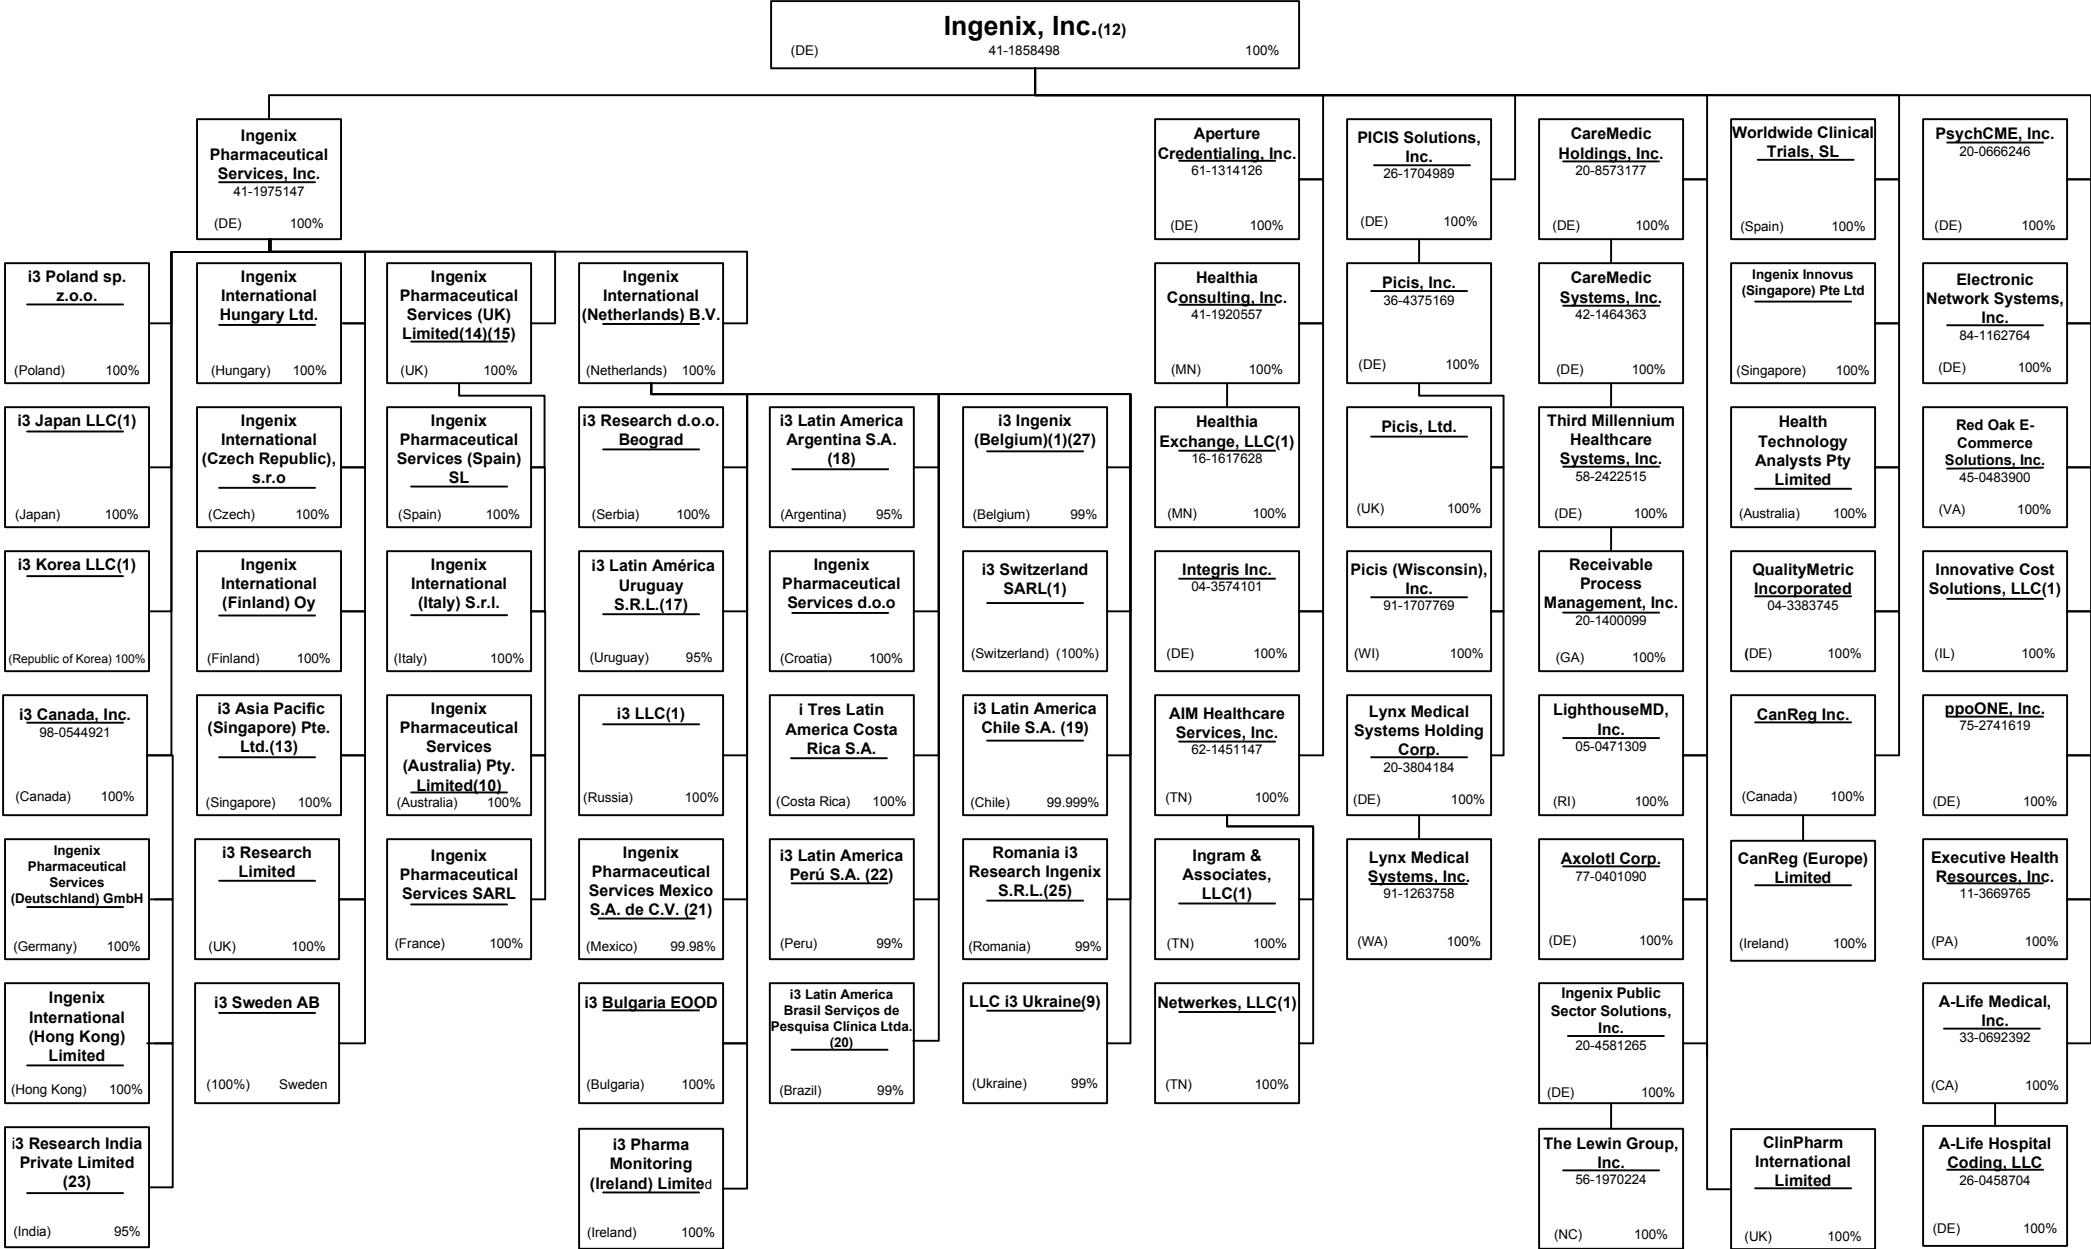 Ingenix, Inc.(12)
(DE) 41-1858498 100%
Ingenix
Pharmaceutical
Services, Inc.
41-1975147
(DE) 100%
Aperture
Credentialing, Inc.
61-1314126
(DE) 100%
PICIS Solutions,
Inc.
26-1704989
(DE) 100%
CareMedic
Holdings, Inc.
20-8573177
(DE) 100%
Worldwide Clinical
Trials, SL
(Spain) 100%
PsychCME, Inc.
20-0666246
(DE) 100%
i3 Poland sp.
z.o.o.
(Poland) 100%
Ingenix
International
Hungary Ltd.
(Hungary) 100%
Ingenix
Pharmaceutical
Services (UK)
Limited(14)(15)
(UK) 100%
Ingenix
International
(Netherlands) B.V.
(Netherlands) 100%
Healthia
Consulting, Inc.
41-1920557
(MN) 100%
Picis, Inc.
36-4375169
(DE) 100%
CareMedic
Systems, Inc.
42-1464363
(DE) 100%
Ingenix Innovus
(Singapore) Pte Ltd
(Singapore) 100%
Electronic
Network Systems,
Inc.
84-1162764
(DE) 100%
i3 Japan LLC(1)
(Japan) 100%
Ingenix
International
(Czech Republic),
s.r.o
(Czech) 100%
Ingenix
Pharmaceutical
Services (Spain)
SL
(Spain) 100%
i3 Research d.o.o.
Beograd
(Serbia) 100%
i3 Latin America
Argentina S.A.
(18)
(Argentina) 95%
i3 Ingenix
(Belgium)(1)(27)
(Belgium) 99%
Healthia
Exchange, LLC(1)
16-1617628
(MN) 100%
Picis, Ltd.
(UK) 100%
Third Millennium
Healthcare
Systems, Inc.
58-2422515
(DE) 100%
Health
Technology
Analysts Pty
Limited
(Australia) 100%
Red Oak E-
Commerce
Solutions, Inc.
45-0483900
(VA) 100%
i3 Korea LLC(1)
(Republic of Korea) 100%
Ingenix
International
(Finland) Oy
(Finland) 100%
Ingenix
International
(Italy) S.r.l.
(Italy) 100%
i3 Latin América
Uruguay
S.R.L.(17)
(Uruguay) 95%
Ingenix
Pharmaceutical
Services d.o.o
(Croatia) 100%
i3 Switzerland
SARL(1)
(Switzerland) (100%)
Integris Inc.
04-3574101
(DE) 100%
Picis (Wisconsin),
Inc.
91-1707769
(WI) 100%
Receivable
Process
Management, Inc.
20-1400099
(GA) 100%
QualityMetric
Incorporated
04-3383745
(DE) 100%
Innovative Cost
Solutions, LLC(1)
(IL) 100%
i3 Canada, Inc.
98-0544921
(Canada) 100%
i3 Asia Pacific
(Singapore) Pte.
Ltd.(13)
(Singapore) 100%
Ingenix
Pharmaceutical
Services
(Australia) Pty.
Limited(10)
(Australia) 100%
i3 LLC(1)
(Russia) 100%
i Tres Latin
America Costa
Rica S.A.
(Costa Rica) 100%
i3 Latin America
Chile S.A. (19)
(Chile) 99.999%
AIM Healthcare
Services, Inc.
62-1451147
(TN) 100%
Lynx Medical
Systems Holding
Corp.
20-3804184
(DE) 100%
LighthouseMD,
Inc.
05-0471309
(RI) 100%
CanReg Inc.
(Canada) 100%
ppoONE, Inc.
75-2741619
(DE) 100%
Ingenix
Pharmaceutical
Services
(Deutschland) GmbH
(Germany) 100%
i3 Research
Limited
(UK) 100%
Ingenix
Pharmaceutical
Services SARL
(France) 100%
Ingenix
Pharmaceutical
Services Mexico
S.A. de C.V. (21)
(Mexico) 99.98%
i3 Latin America
Perú S.A. (22)
(Peru) 99%
Romania i3
Research Ingenix
S.R.L.(25)
(Romania) 99%
Ingram &
Associates,
LLC(1)
(TN) 100%
Lynx Medical
Systems, Inc.
91-1263758
(WA) 100%
Axolotl Corp.
77-0401090
(DE) 100%
CanReg (Europe)
Limited
(Ireland) 100%
Executive Health
Resources, Inc.
11-3669765
(PA) 100%
Ingenix
International
(Hong Kong)
Limited
(Hong Kong) 100%
i3 Sweden AB
(100%) Sweden
i3 Bulgaria EOOD
(Bulgaria) 100%
i3 Latin America
Brasil Serviços de
Pesquisa Clínica Ltda.
(20)
(Brazil) 99%
LLC i3 Ukraine(9)
(Ukraine) 99%
Netwerkes, LLC(1)
(TN) 100%
Ingenix Public
Sector Solutions,
Inc.
20-4581265
(DE) 100%
A-Life Medical,
Inc.
33-0692392
(CA) 100%
i3 Research India
Private Limited
(23)
(India) 95%
i3 Pharma
Monitoring
(Ireland) Limited
(Ireland) 100%
The Lewin Group,
Inc.
56-1970224
(NC) 100%
ClinPharm
International
Limited
(UK) 100%
A-Life Hospital
Coding, LLC
26-0458704
(DE) 100%